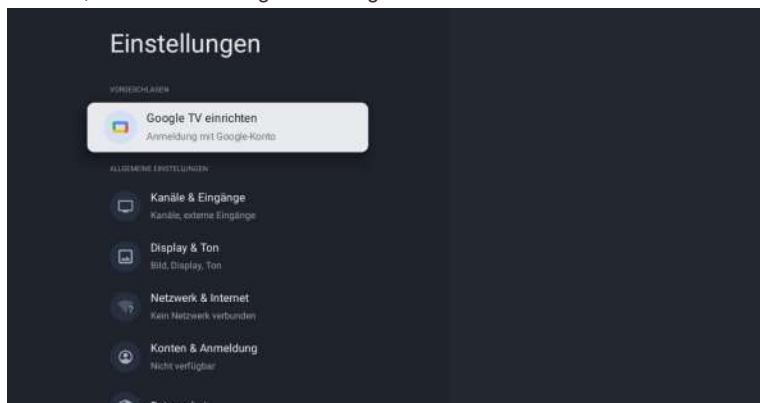 Einstellungen
VORGESCHLAGEN
Google TV einrichten
Anmeldung mit Google-Konto
ALLGEMEINE EINSTELLUNGEN
Kanäle & Eingänge
Kanäle, externe Eingänge
Display & Ton
Bild, Display, Ton
Netzwerk & Internet
Kein Netzwerk verbunden
Konten & Anmeldung
Nicht verfügbar